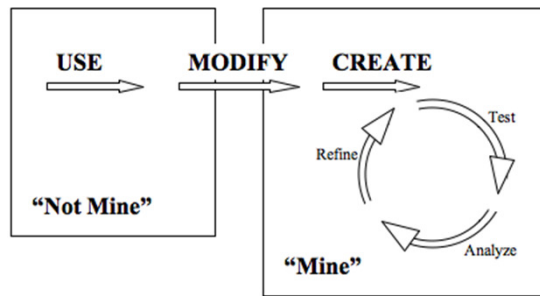 USE
MODIFY
CREATE
Test
Refine
Analyze
“Not Mine”
“Mine”